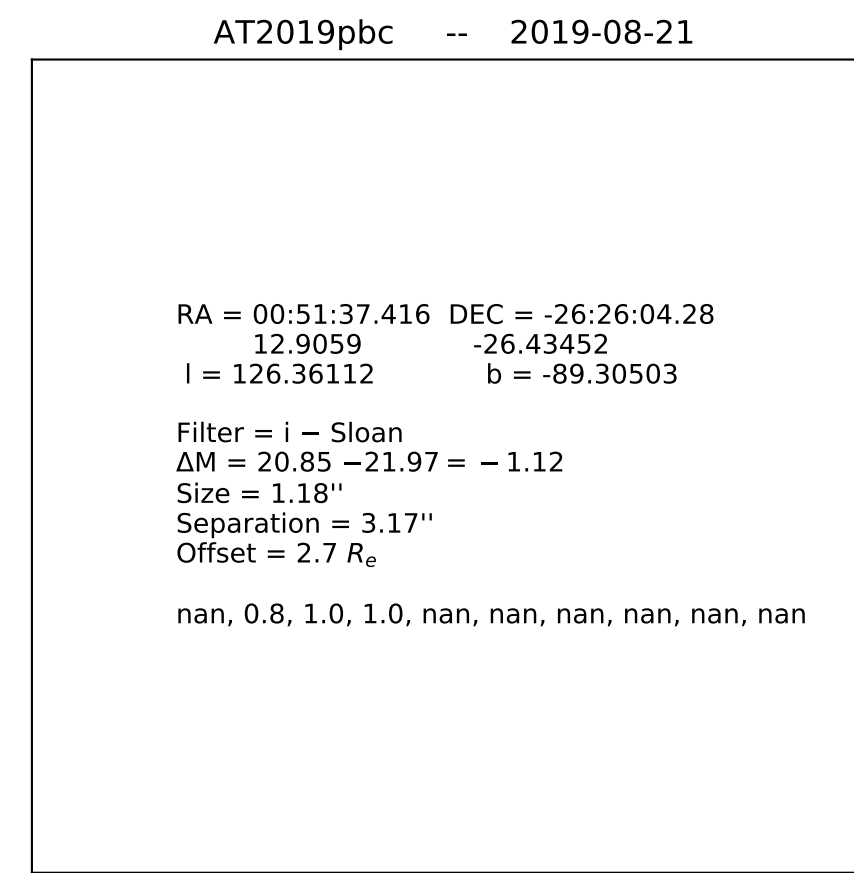 AT2019pbc -- 2019-08-21
RA = 00:51:37.416 DEC = -26:26:04.28
12.9059 -26.43452
l = 126.36112 b = -89.30503
Filter = i − Sloan
ΔM = 20.85 −21.97 = − 1.12
Size = 1.18''
Separation = 3.17''
Offset = 2.7 Rₑ
nan, 0.8, 1.0, 1.0, nan, nan, nan, nan, nan, nan